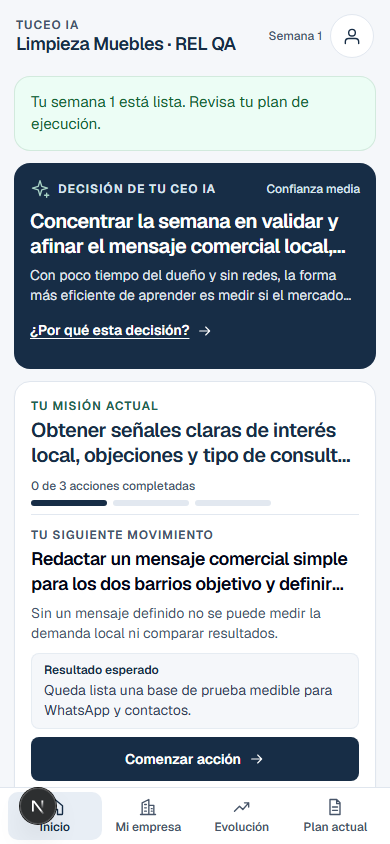 TUCEO IA
Limpieza Muebles · REL QA
Semana 1
Tu semana 1 está lista. Revisa tu plan de
ejecución.
DECISIÓN DE TU CEO IA
Confianza media
Concentrar la semana en validar y
afinar el mensaje comercial local,...
Con poco tiempo del dueño y sin redes, la forma
más eficiente de aprender es medir si el mercado...
¿Por qué esta decisión? →
TU MISIÓN ACTUAL
Obtener señales claras de interés
local, objeciones y tipo de consult...
0 de 3 acciones completadas
TU SIGUIENTE MOVIMIENTO
Redactar un mensaje comercial simple
para los dos barrios objetivo y definir...
Sin un mensaje definido no se puede medir la
demanda local ni comparar resultados.
Resultado esperado
Queda lista una base de prueba medible para
WhatsApp y contactos.
Comenzar acción →
N
Inicio
Mi empresa
Evolución
Plan actual